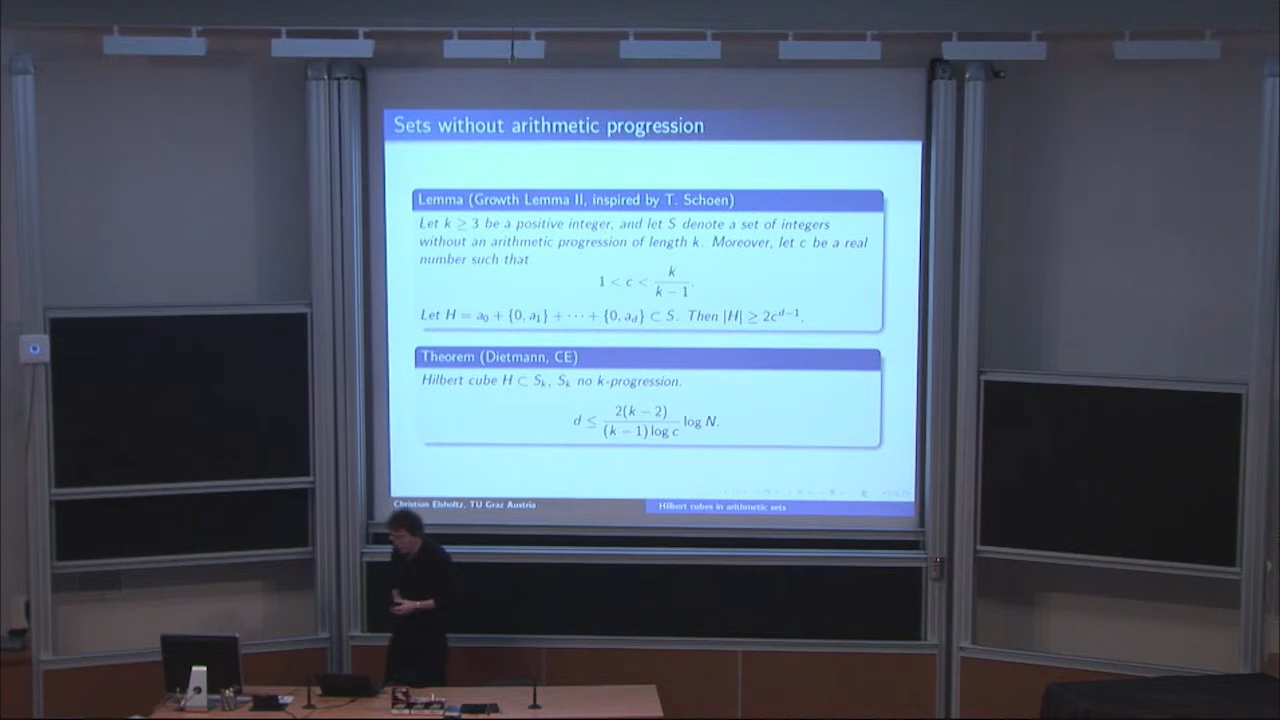 Sets without arithmetic progression
Lemma (Growth Lemma II, inspired by T. Schoen)
Let k ≥ 3 be a positive integer, and let S denote a set of integers
without an arithmetic progression of length k. Moreover, let c be a real
number such that
1 < c < k / (k − 1).
Let H = a₀ + {0, a₁} + ⋯ + {0, a_d} ⊂ S. Then |H| ≥ 2c^{d−1}.
Theorem (Dietmann, CE)
Hilbert cube H ⊂ S_k, S_k no k-progression.
d ≤ 2(k − 2) / ((k − 1) log c) log N.
Christian Elsholtz, TU Graz Austria
Hilbert cubes in arithmetic sets